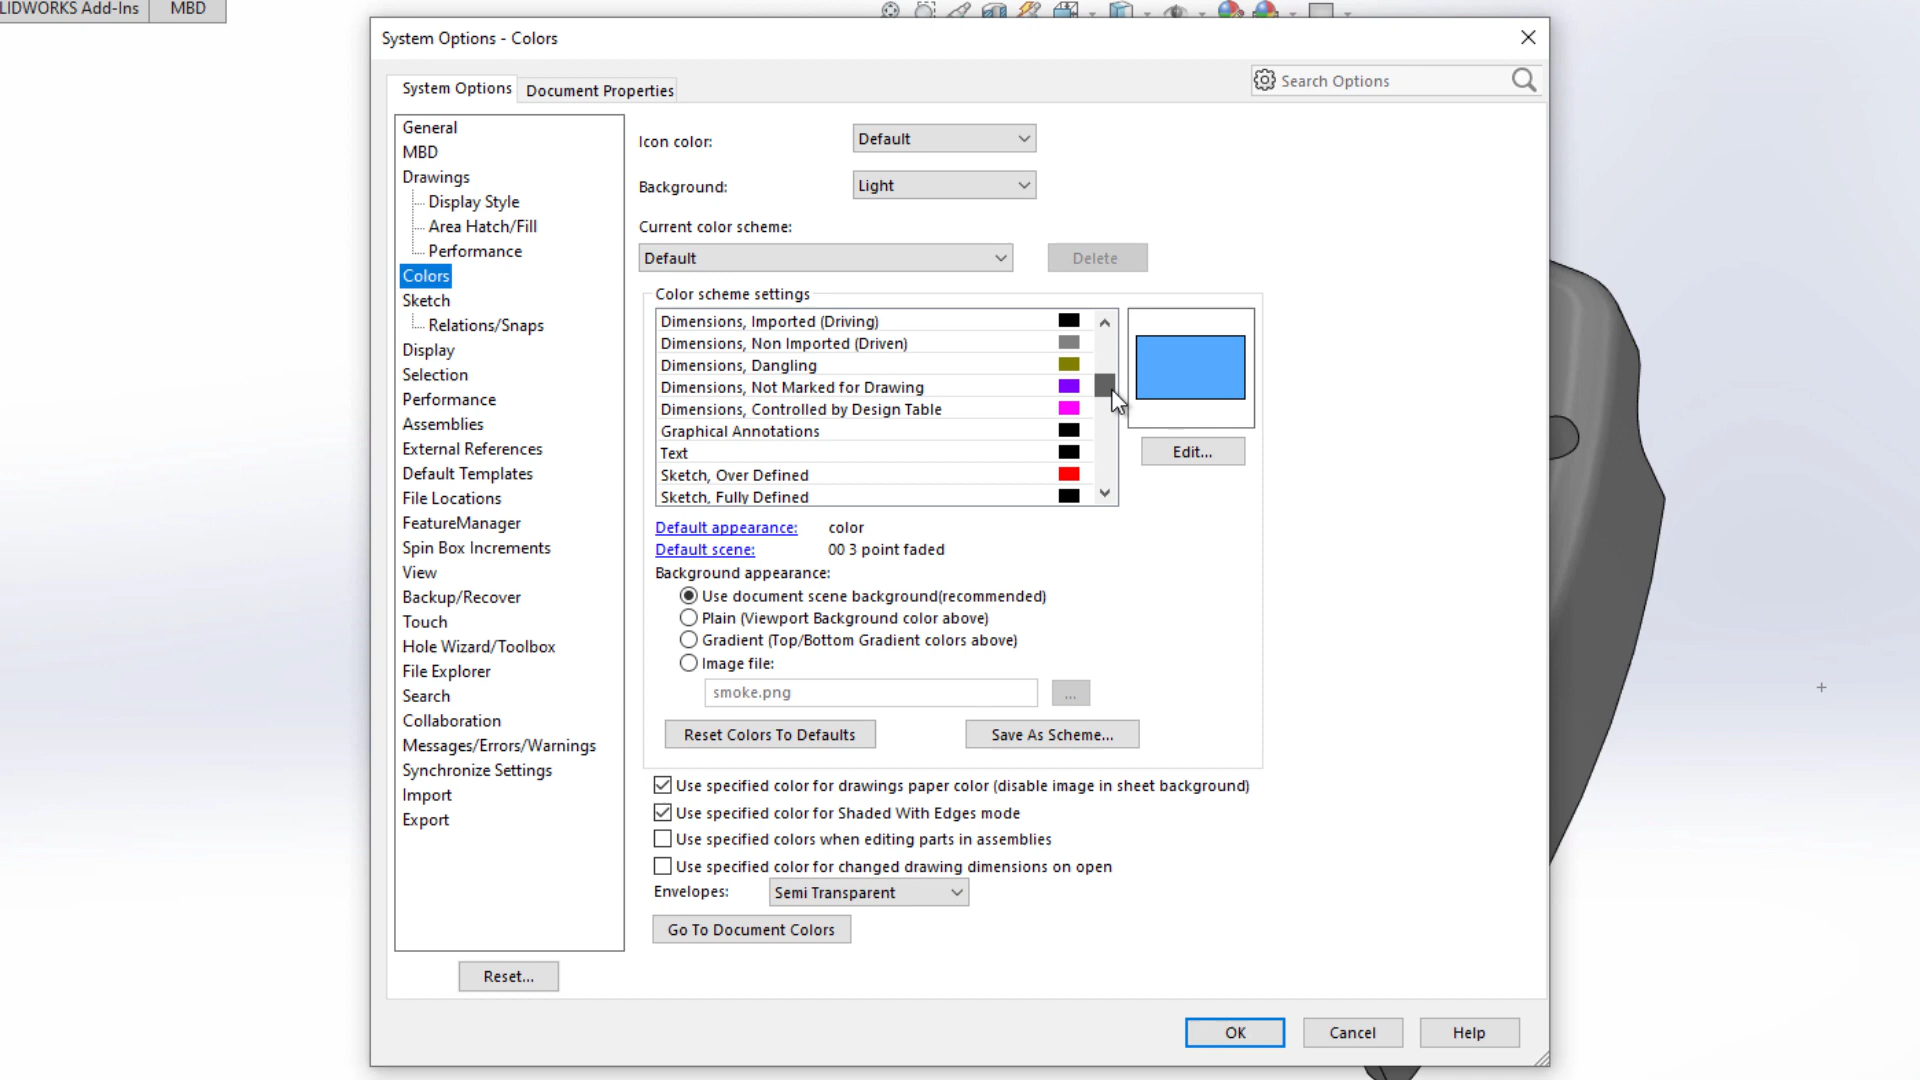 LIDWORKS Add-Ins MBD
System Options - Colors
System Options Document Properties Search Options
General
MBD
Drawings
Display Style
Area Hatch/Fill
Performance
Colors
Sketch
Relations/Snaps
Display
Selection
Performance
Assemblies
External References
Default Templates
File Locations
FeatureManager
Spin Box Increments
View
Backup/Recover
Touch
Hole Wizard/Toolbox
File Explorer
Search
Collaboration
Messages/Errors/Warnings
Synchronize Settings
Import
Export
Reset...
Icon color: Default
Background: Light
Current color scheme:
Default Delete
Color scheme settings
Dimensions, Imported (Driving)
Dimensions, Non Imported (Driven)
Dimensions, Dangling
Dimensions, Not Marked for Drawing
Dimensions, Controlled by Design Table
Graphical Annotations
Text
Sketch, Over Defined
Sketch, Fully Defined
Edit...
Default appearance: color
Default scene: 00 3 point faded
Background appearance:
Use document scene background(recommended)
Plain (Viewport Background color above)
Gradient (Top/Bottom Gradient colors above)
Image file:
smoke.png ...
Reset Colors To Defaults Save As Scheme...
Use specified color for drawings paper color (disable image in sheet background)
Use specified color for Shaded With Edges mode
Use specified colors when editing parts in assemblies
Use specified color for changed drawing dimensions on open
Envelopes: Semi Transparent
Go To Document Colors
OK Cancel Help